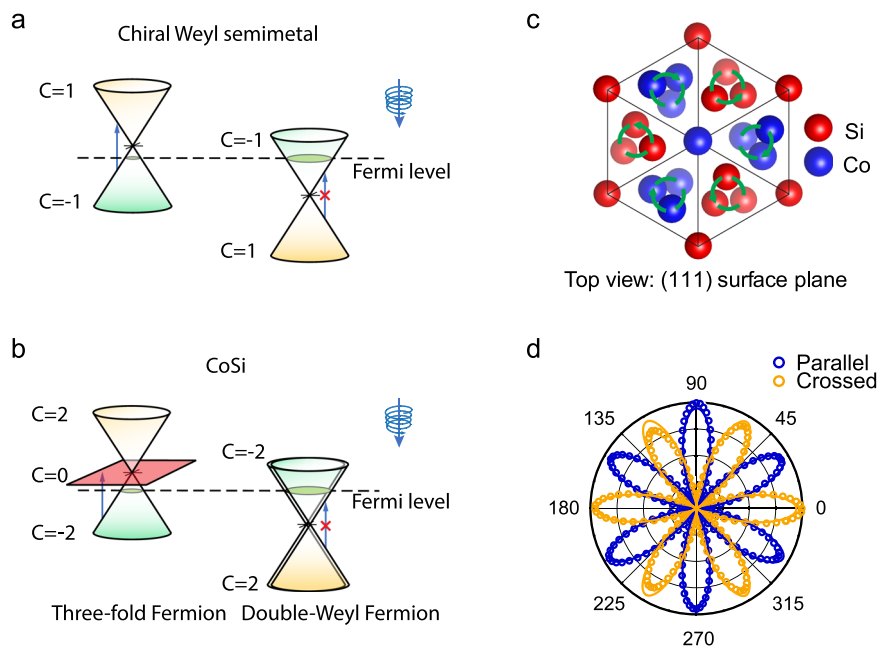 a
Chiral Weyl semimetal
C=1
C=-1
C=-1
Fermi level
C=1
b
CoSi
C=2
C=0
C=-2
C=-2
Fermi level
C=2
Three-fold Fermion
Double-Weyl Fermion
c
Si
Co
Top view: (111) surface plane
d
Parallel
Crossed
90
135
45
180
0
225
315
270